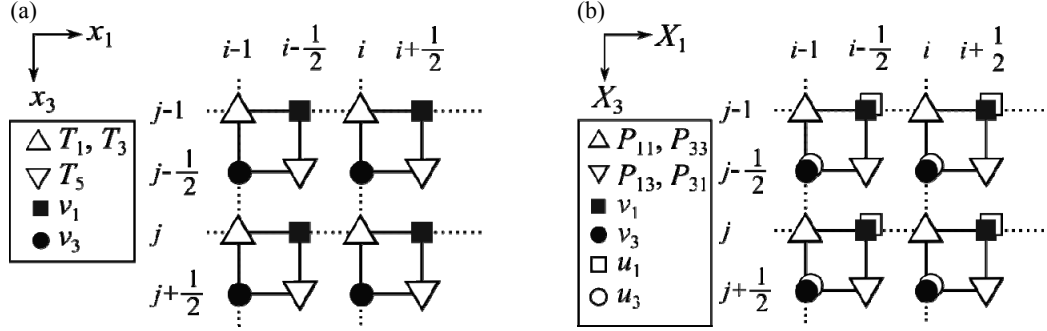 (a)
x₁
x₃
i-1 i-1/2 i i+1/2
j-1
j-1/2
j
j+1/2
T₁, T₃
T₅
v₁
v₃
(b)
X₁
X₃
i-1 i-1/2 i i+1/2
j-1
j-1/2
j
j+1/2
P₁₁, P₃₃
P₁₃, P₃₁
v₁
v₃
u₁
u₃